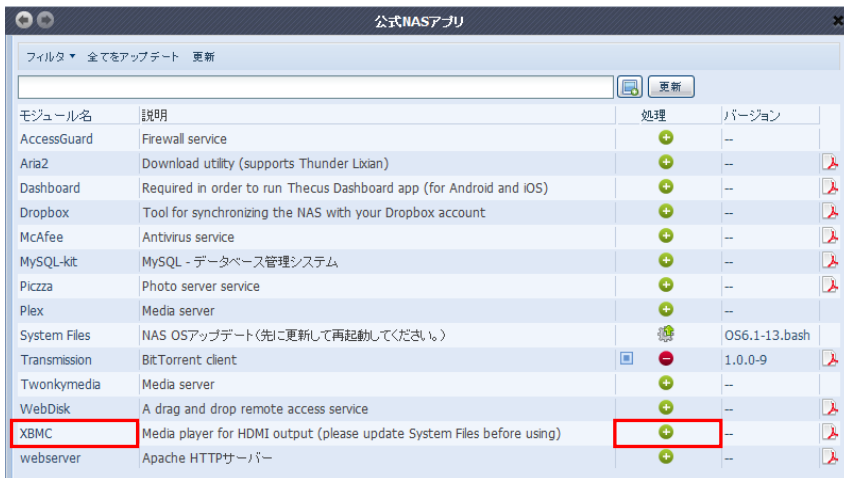 公式NASアプリ
フィルタ 全てをアップデート 更新
更新
モジュール名 説明 処理 バージョン
AccessGuard Firewall service --
Aria2 Download utility (supports Thunder Lixian) --
Dashboard Required in order to run Thecus Dashboard app (for Android and iOS) --
Dropbox Tool for synchronizing the NAS with your Dropbox account --
McAfee Antivirus service --
MySQL-kit MySQL - データベース管理システム --
Piczza Photo server service --
Plex Media server --
System Files NAS OSアップデート(先に更新して再起動してください。) OS6.1-13.bash
Transmission BitTorrent client 1.0.0-9
Twonkymedia Media server --
WebDisk A drag and drop remote access service --
XBMC Media player for HDMI output (please update System Files before using) --
webserver Apache HTTPサーバー --